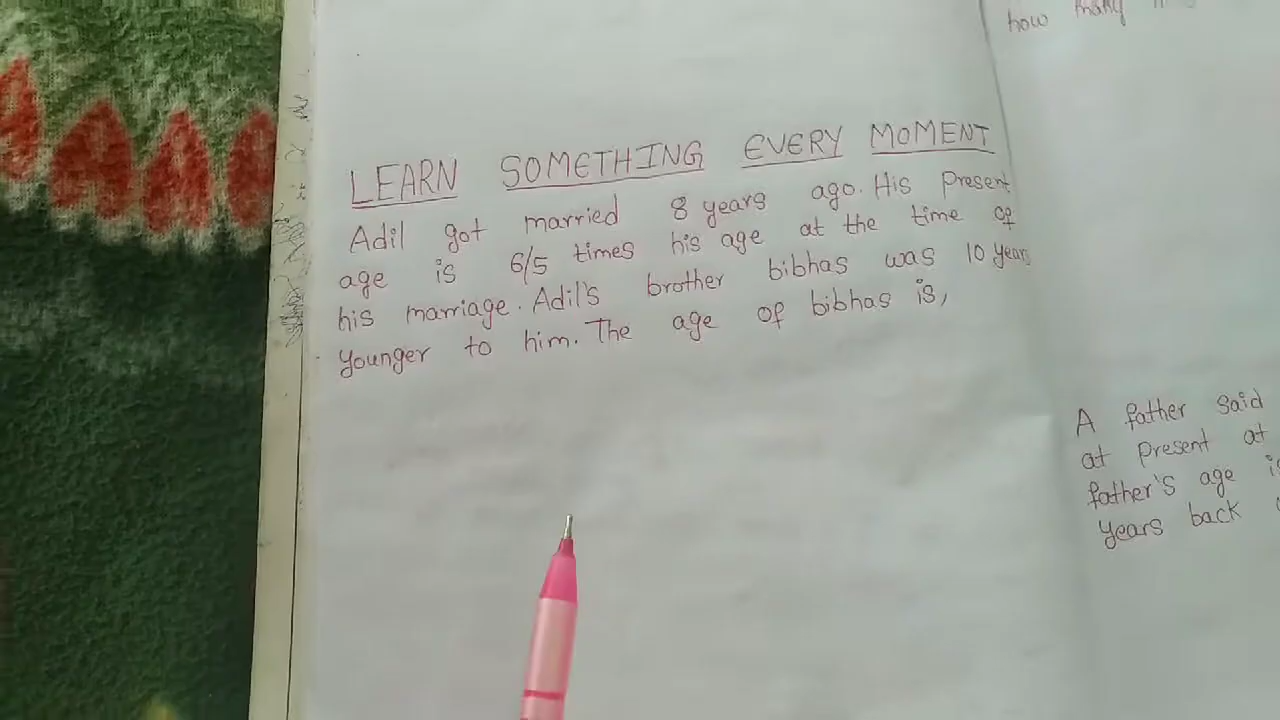 how many
LEARN SOMETHING EVERY MOMENT
Adil got married 8 years ago. His present
age is 6/5 times his age at the time of
his marriage. Adil's brother bibhas was 10 years
younger to him. The age of bibhas is,
A father said
at present at
father's age
years back